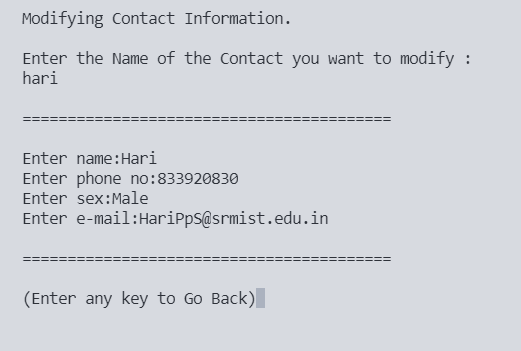 Modifying Contact Information.
Enter the Name of the Contact you want to modify :
hari
=========================================
Enter name:Hari
Enter phone no:833920830
Enter sex:Male
Enter e-mail:HariPpS@srmist.edu.in
=========================================
(Enter any key to Go Back)